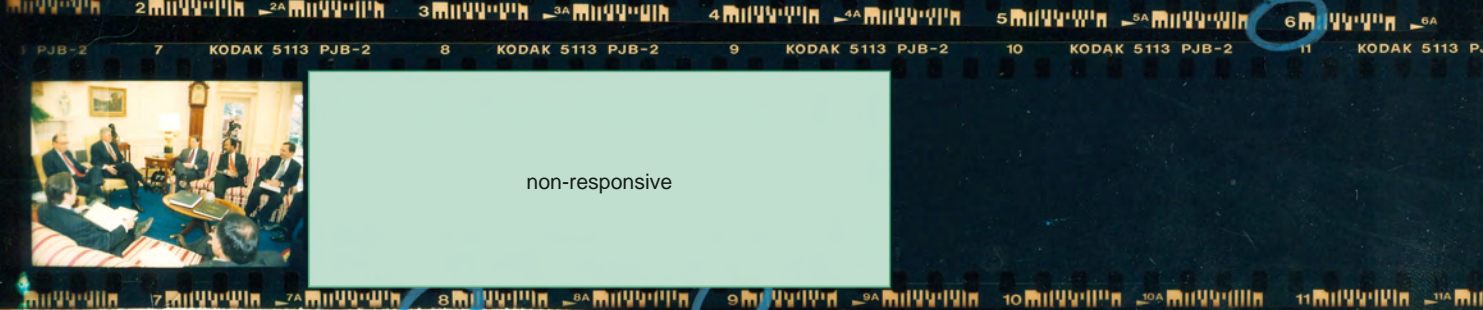 2 2A 3 3A 4 4A 5 5A 6 6A
PJB-2 7 KODAK 5113 PJB-2 8 KODAK 5113 PJB-2 9 KODAK 5113 PJB-2 10 KODAK 5113 PJB-2 11 KODAK 5113
non-responsive
7 7A 8 8A 9 9A 10 10A 11 11A